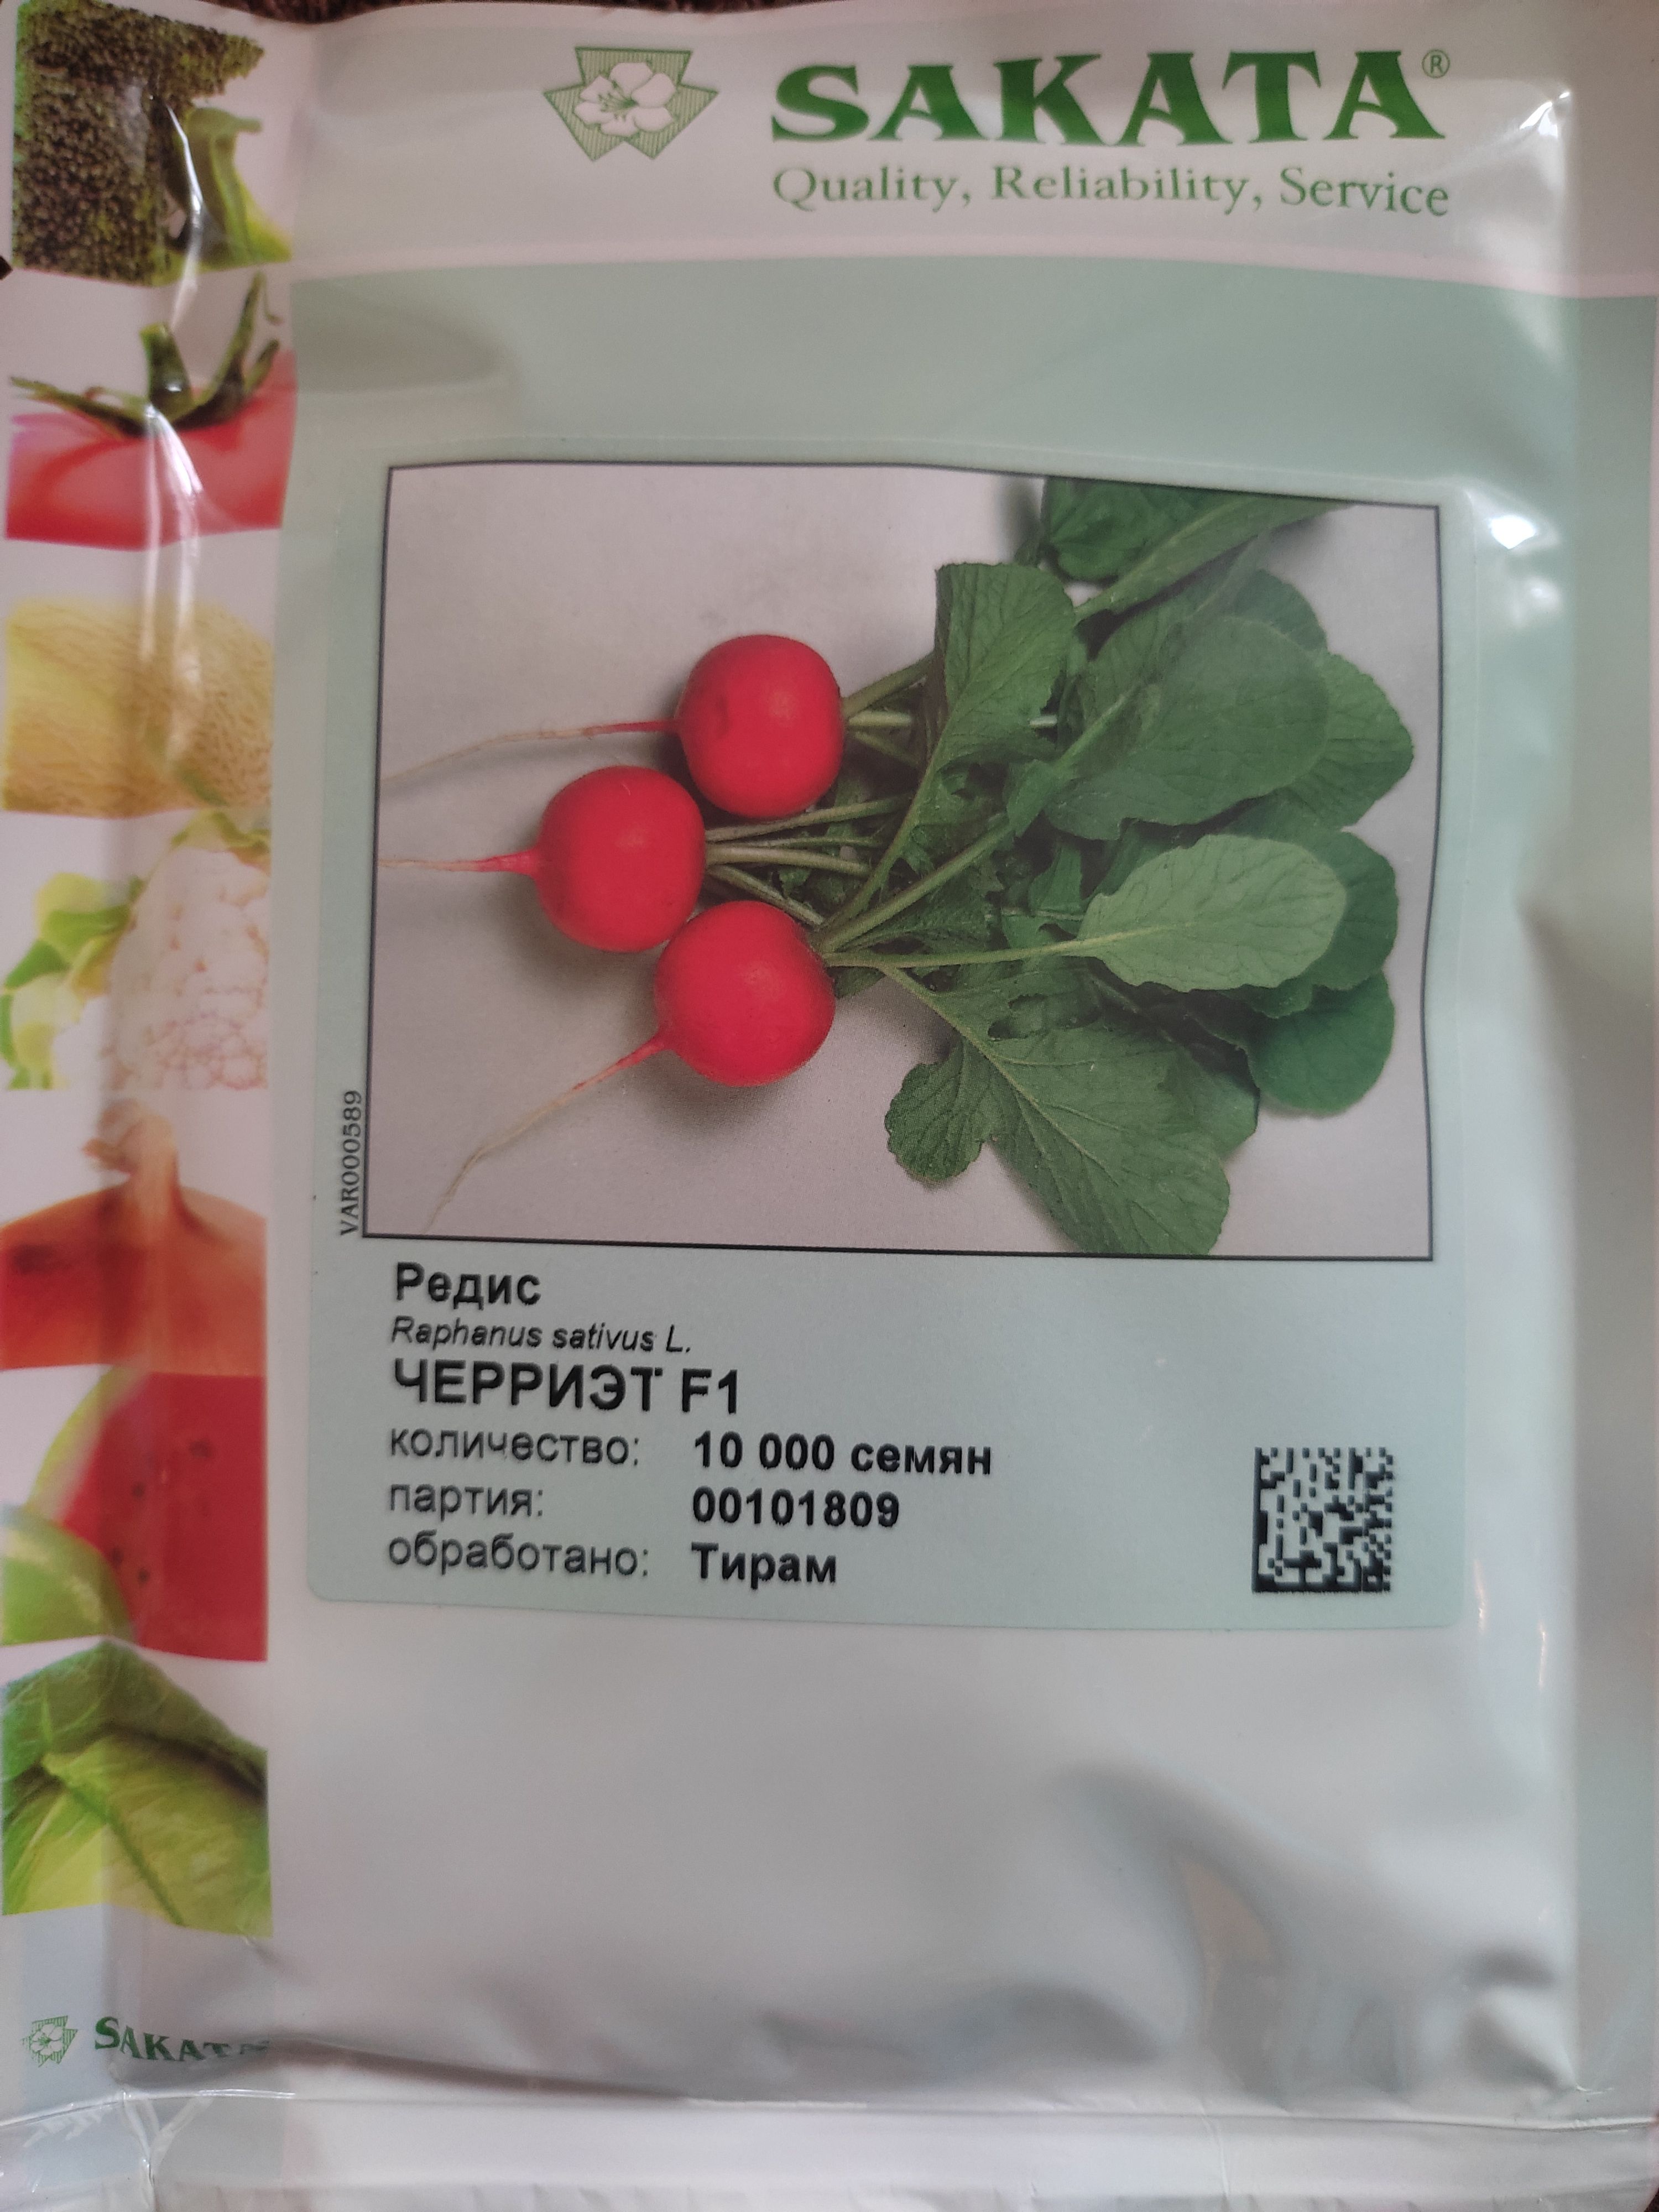 SAKATA®
Quality, Reliability, Service
VAR000589
Редис
Raphanus sativus L.
ЧЕРРИЭТ F1
количество: 10 000 семян
партия: 00101809
обработано: Тирам
SAKATA